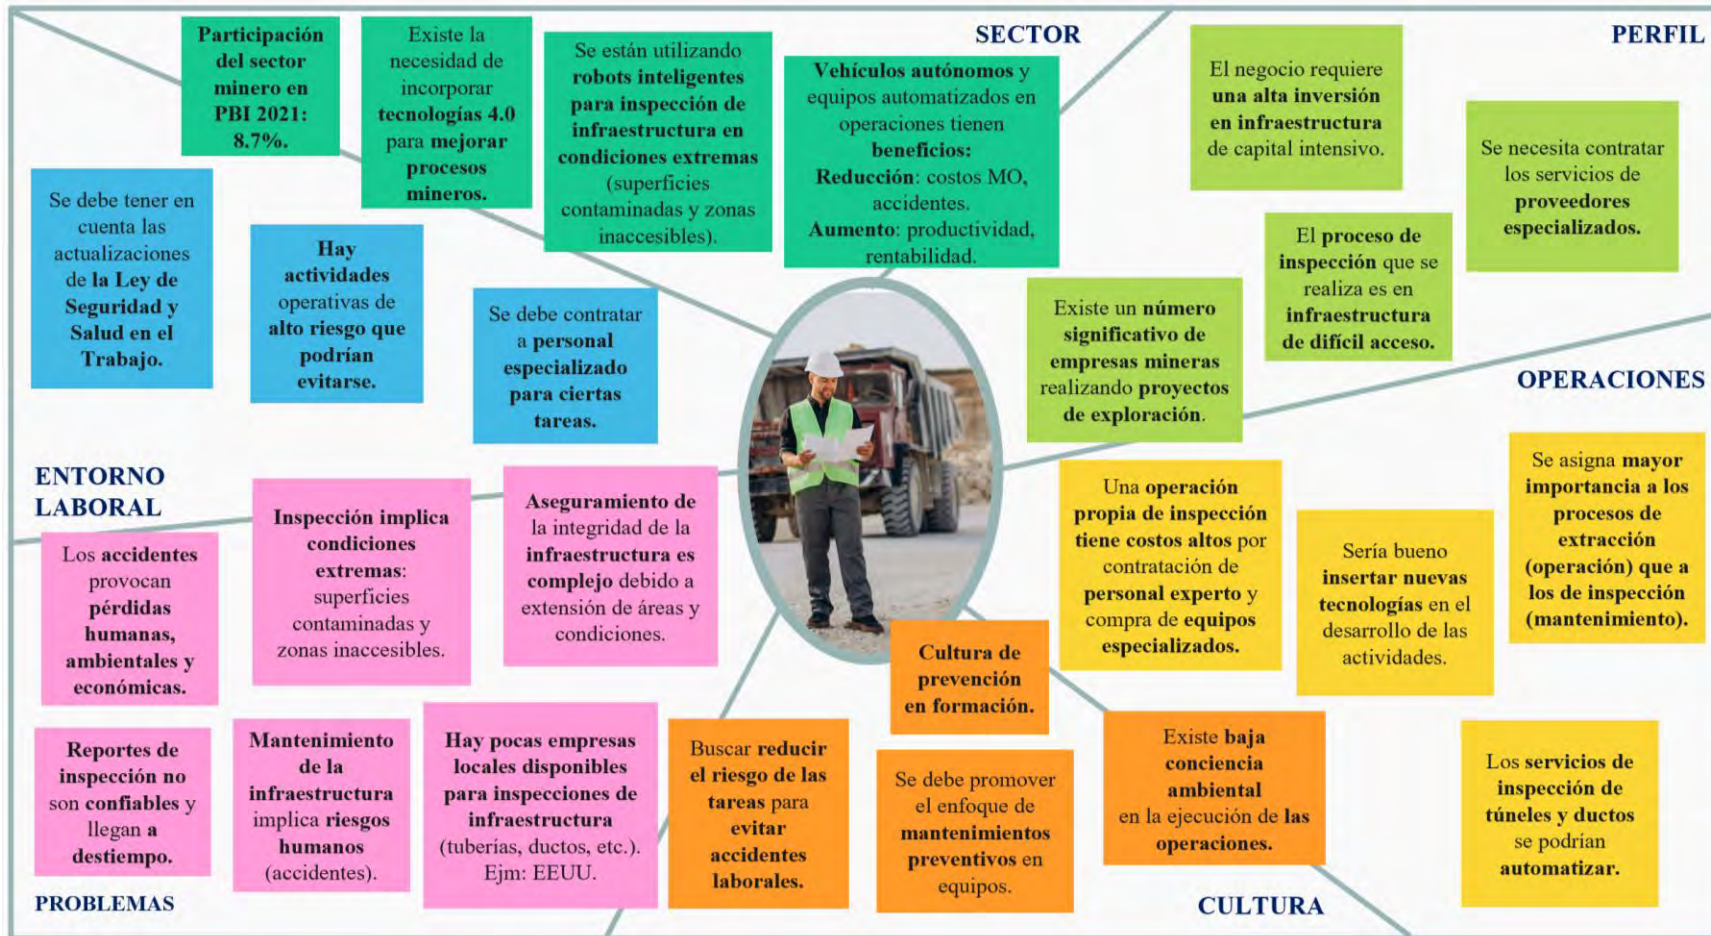 SECTOR
Participación
del sector
minero en
PBI 2021:
8.7%.
Existe la
necesidad de
incorporar
tecnologías 4.0
para mejorar
procesos
mineros.
Se están utilizando
robots inteligentes
para inspección de
infraestructura en
condiciones extremas
(superficies
contaminadas y zonas
inaccesibles).
Vehículos autónomos y
equipos automatizados en
operaciones tienen
beneficios:
Reducción: costos MO,
accidentes.
Aumento: productividad,
rentabilidad.
PERFIL
El negocio requiere
una alta inversión
en infraestructura
de capital intensivo.
Se necesita contratar
los servicios de
proveedores
especializados.
El proceso de
inspección que se
realiza es en
infraestructura
de difícil acceso.
Existe un número
significativo de
empresas mineras
realizando proyectos
de exploración.
Se debe tener en
cuenta las
actualizaciones
de la Ley de
Seguridad y
Salud en el
Trabajo.
Hay
actividades
operativas de
alto riesgo que
podrían
evitarse.
Se debe contratar
a personal
especializado
para ciertas
tareas.
ENTORNO
LABORAL
OPERACIONES
Una operación
propia de inspección
tiene costos altos por
contratación de
personal experto y
compra de equipos
especializados.
Sería bueno
insertar nuevas
tecnologías en el
desarrollo de las
actividades.
Se asigna mayor
importancia a los
procesos de
extracción
(operación) que a
los de inspección
(mantenimiento).
Los servicios de
inspección de
túneles y ductos
se podrían
automatizar.
Los accidentes
provocan
pérdidas
humanas,
ambientales y
económicas.
Inspección implica
condiciones
extremas:
superficies
contaminadas y
zonas inaccesibles.
Aseguramiento de
la integridad de la
infraestructura es
complejo debido a
extensión de áreas y
condiciones.
Reportes de
inspección no
son confiables y
llegan a
destiempo.
Mantenimiento
de la
infraestructura
implica riesgos
humanos
(accidentes).
Hay pocas empresas
locales disponibles
para inspecciones de
infraestructura
(tuberías, ductos, etc.).
Ejm: EEUU.
PROBLEMAS
Cultura de
prevención
en formación.
Buscar reducir
el riesgo de las
tareas para
evitar
accidentes
laborales.
Se debe promover
el enfoque de
mantenimientos
preventivos en
equipos.
Existe baja
conciencia
ambiental
en la ejecución de las
operaciones.
CULTURA